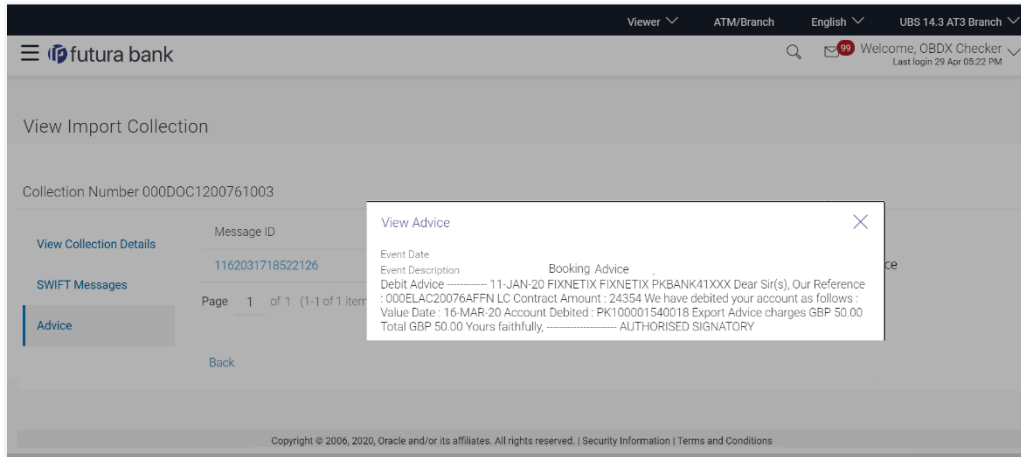 Viewer ATM/Branch English UBS 14.3 AT3 Branch
futura bank
99 Welcome, OBDX Checker
Last login 29 Apr 05:22 PM
View Import Collection
Collection Number 000DOC1200761003
View Collection Details
SWIFT Messages
Advice
Message ID
1162031718522126
Page 1 of 1 (1-1 of 1 item
Back
View Advice
Event Date
Event Description Booking Advice .
Debit Advice ----------- 11-JAN-20 FIXNETIX FIXNETIX PKBANK41XXX Dear Sir(s), Our Reference
: 000ELAC20076AFFN LC Contract Amount : 24354 We have debited your account as follows :
Value Date : 16-MAR-20 Account Debited : PK100001540018 Export Advice charges GBP 50.00
Total GBP 50.00 Yours faithfully, -------------------- AUTHORISED SIGNATORY
ce
Copyright © 2006, 2020, Oracle and/or its affiliates. All rights reserved. | Security Information | Terms and Conditions